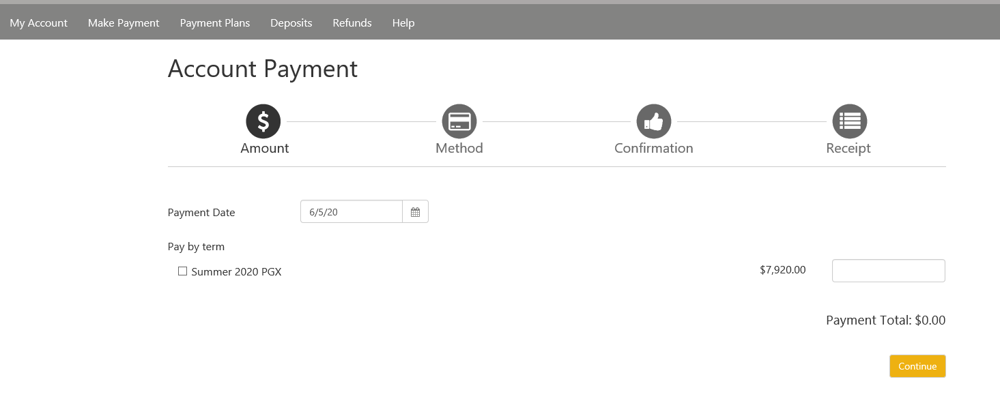 My Account Make Payment Payment Plans Deposits Refunds Help
Account Payment
$
Amount Method Confirmation Receipt
Payment Date 6/5/20
Pay by term
Summer 2020 PGX $7,920.00
Payment Total: $0.00
Continue